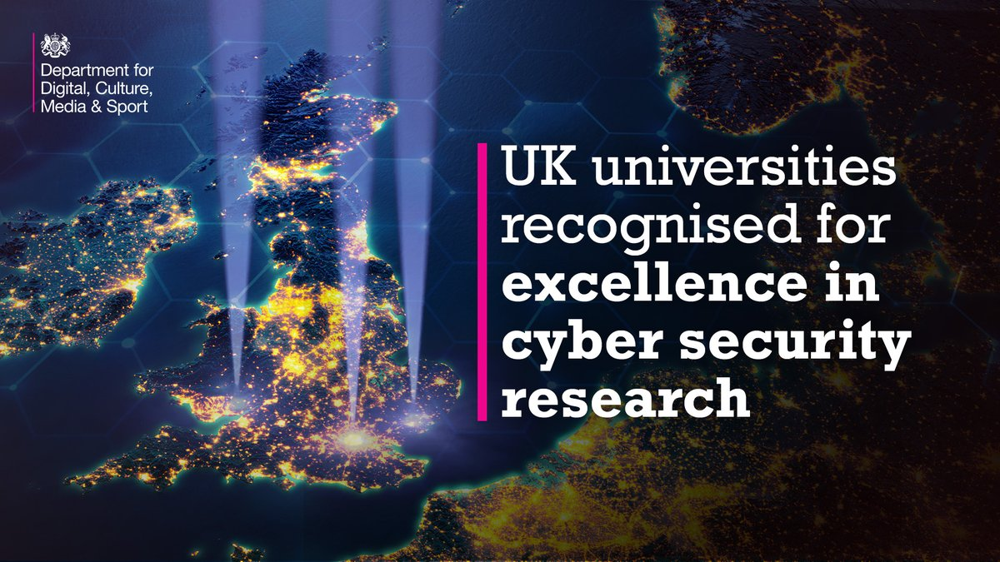 Department for
Digital, Culture,
Media & Sport
UK universities
recognised for
excellence in
cyber security
research